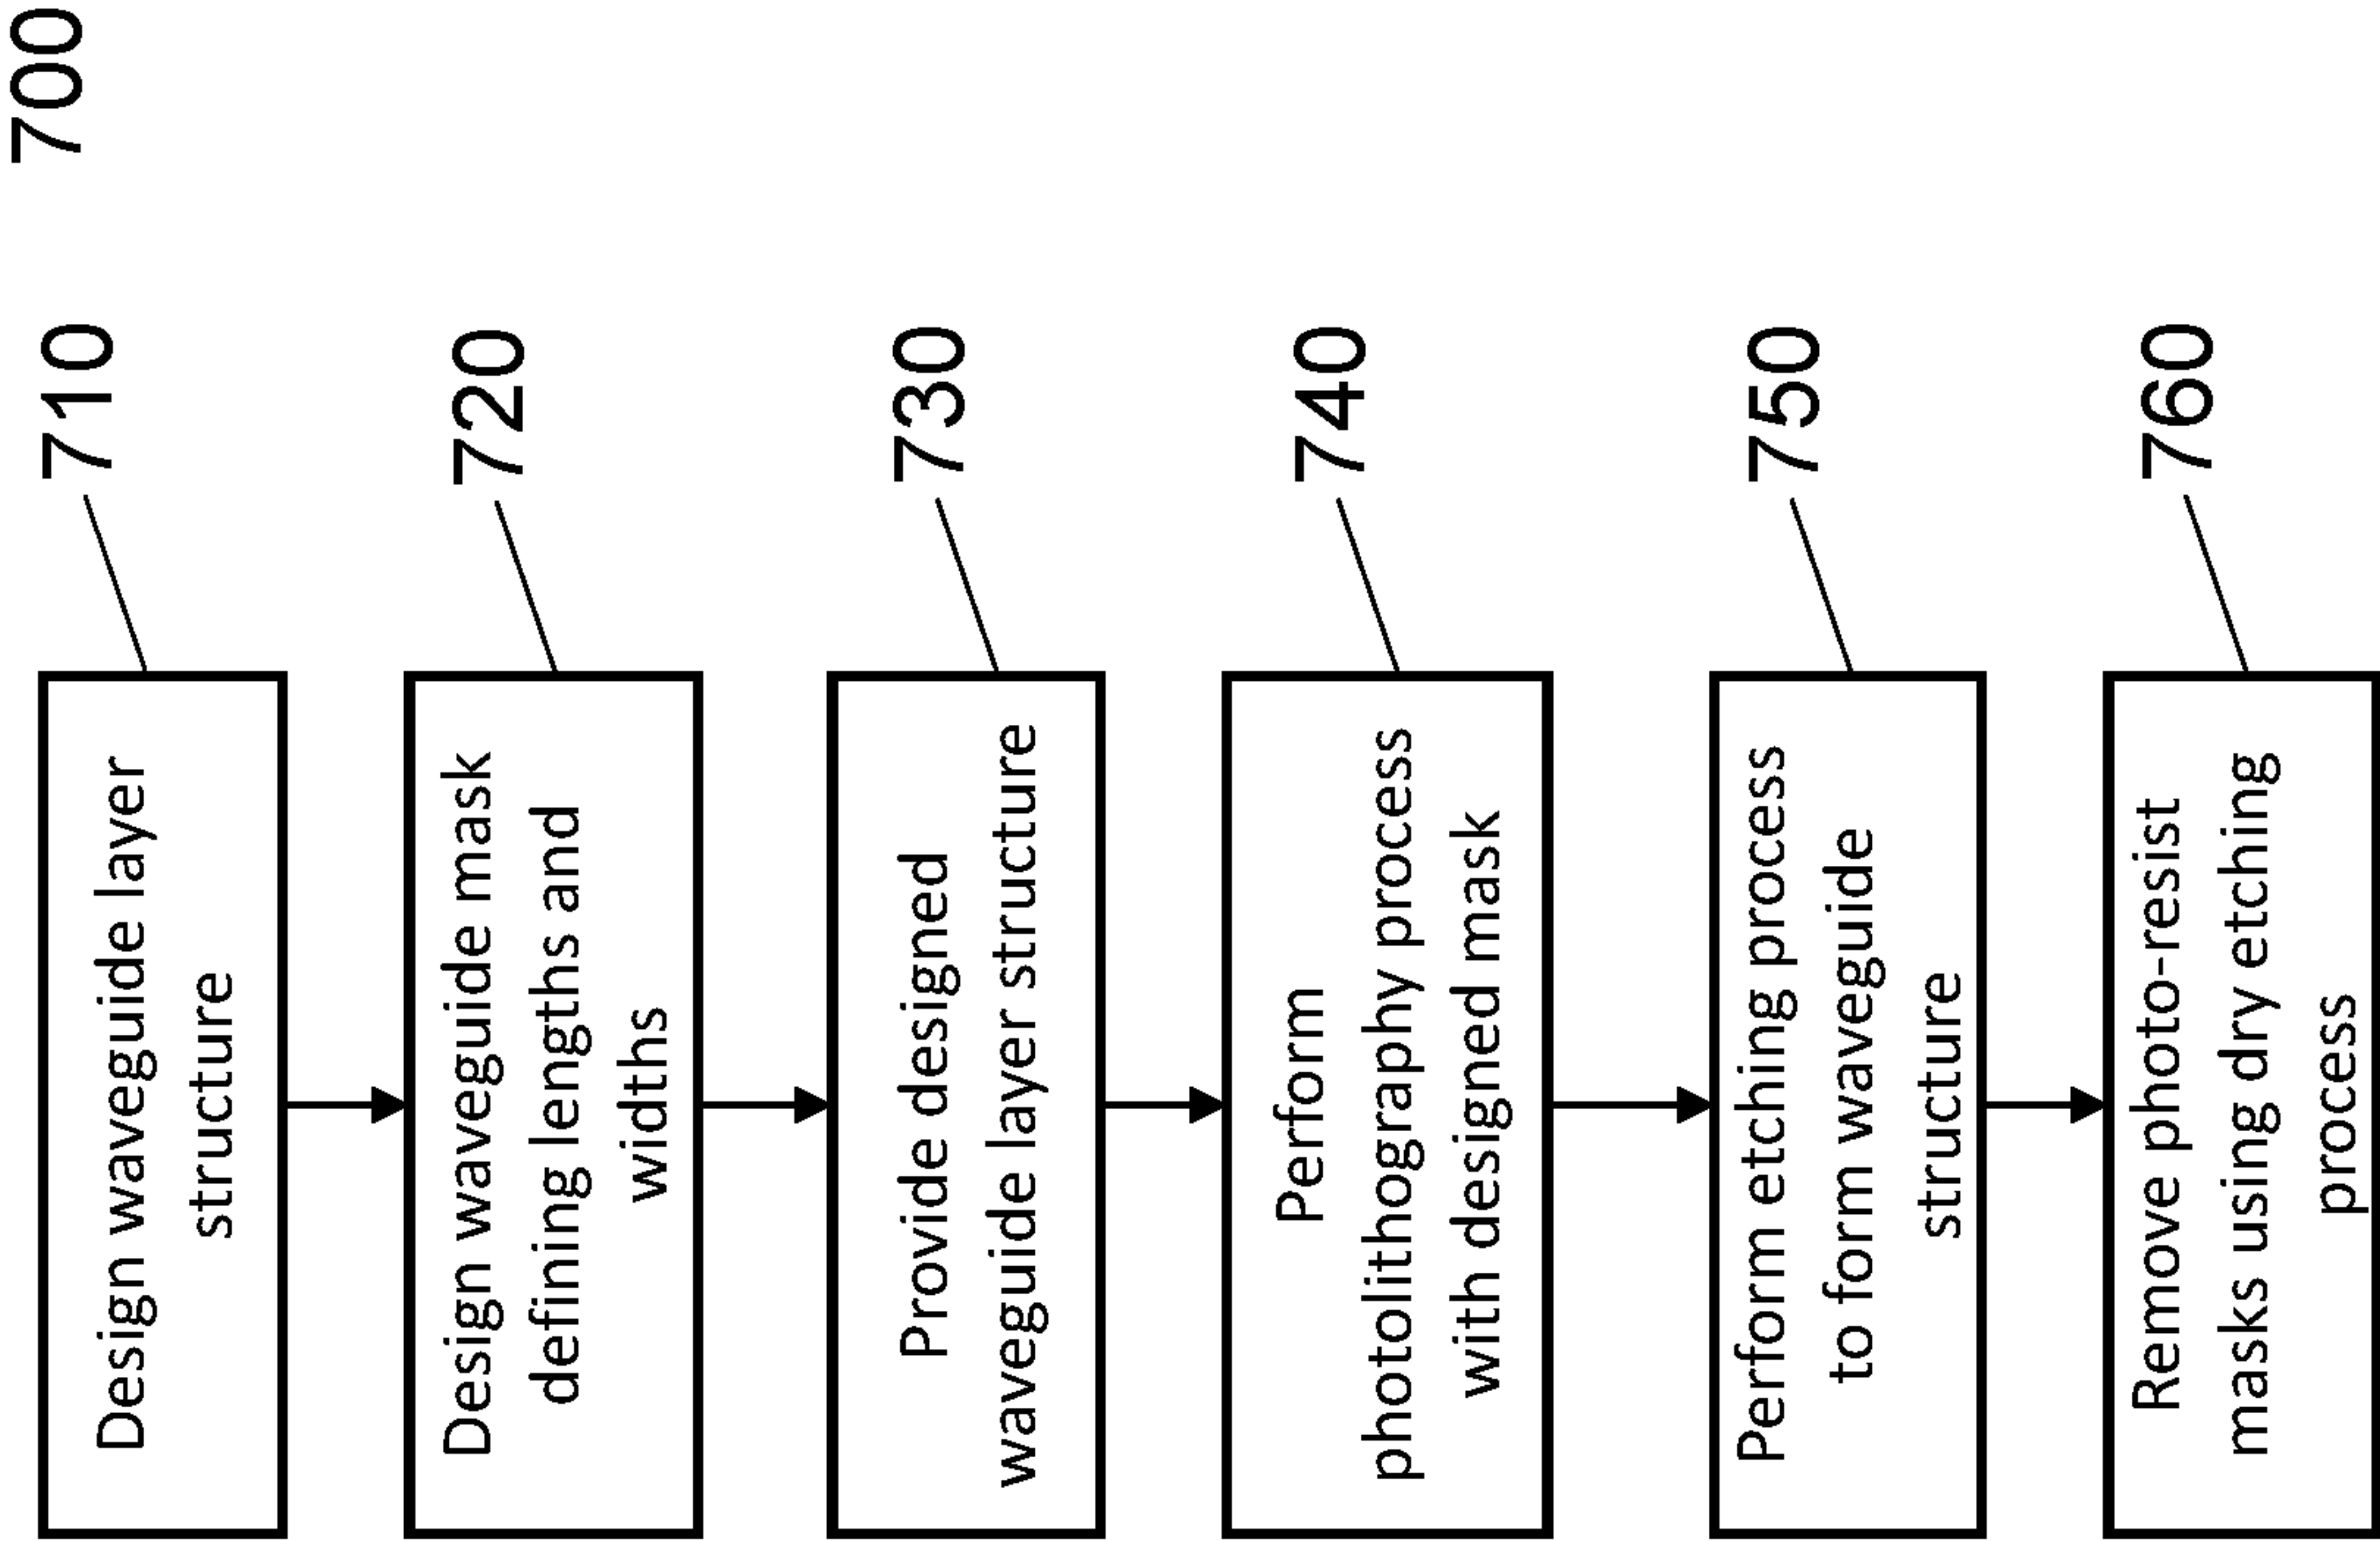 700
710
Design waveguide layer
structure
720
Design waveguide mask
defining lengths and
widths
730
Provide designed
waveguide layer structure
740
Perform
photolithography process
with designed mask
750
Perform etching process
to form waveguide
structure
760
Remove photo-resist
masks using dry etching
process